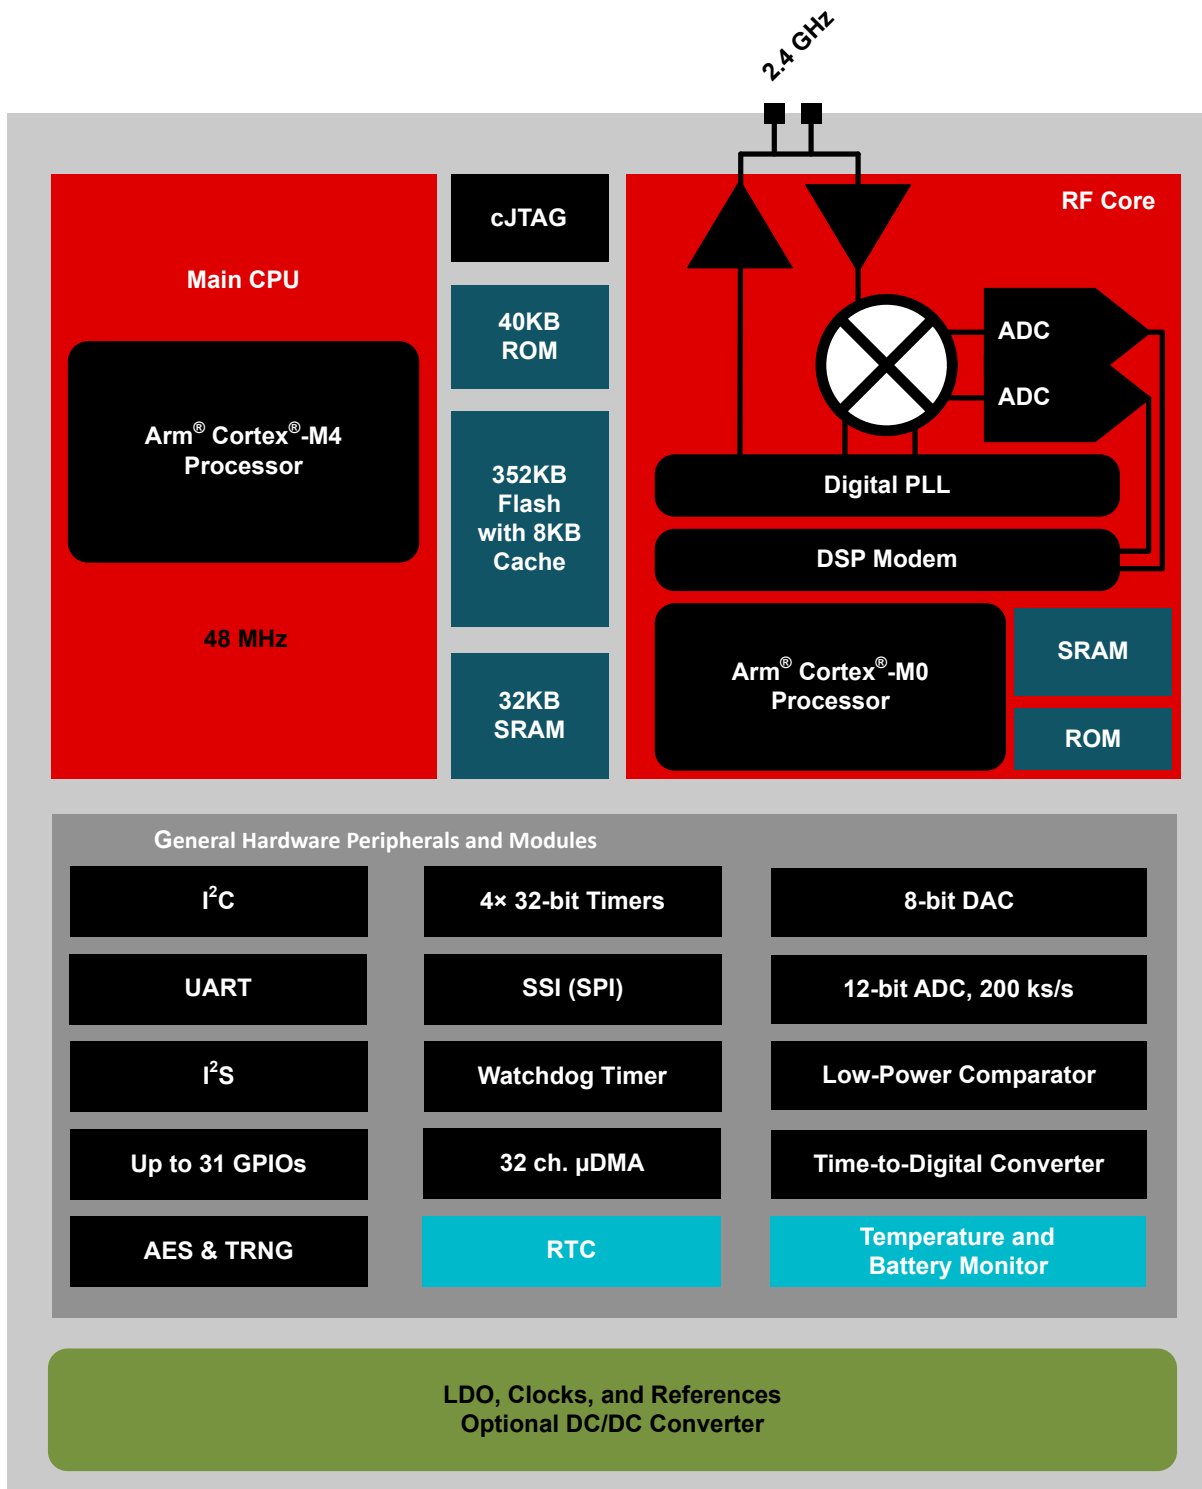 2.4 GHz
Main CPU
Arm® Cortex®-M4
Processor
48 MHz
cJTAG
40KB
ROM
352KB
Flash
with 8KB
Cache
32KB
SRAM
RF Core
ADC
ADC
Digital PLL
DSP Modem
Arm® Cortex®-M0
Processor
SRAM
ROM
General Hardware Peripherals and Modules
I²C
4× 32-bit Timers
8-bit DAC
UART
SSI (SPI)
12-bit ADC, 200 ks/s
I²S
Watchdog Timer
Low-Power Comparator
Up to 31 GPIOs
32 ch. µDMA
Time-to-Digital Converter
AES & TRNG
RTC
Temperature and
Battery Monitor
LDO, Clocks, and References
Optional DC/DC Converter